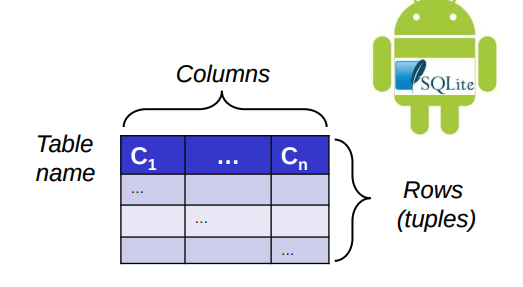 SQLite
Columns
Table
name
C1 ... Cn
...
...
...
Rows
(tuples)